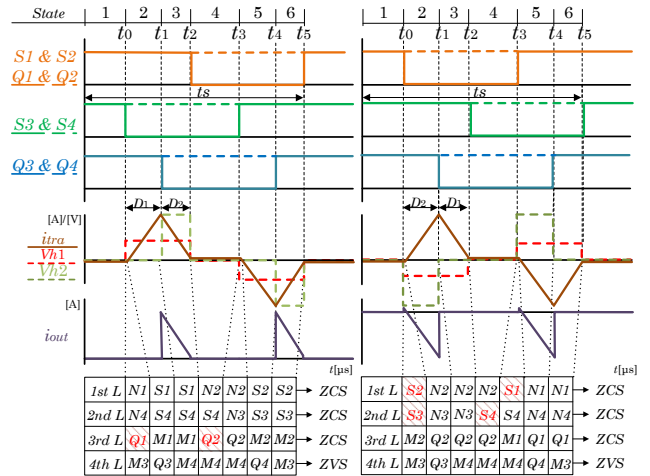 State 1 2 3 4 5 6 1 2 3 4 5 6
t0 t1 t2 t3 t4 t5 t0 t1 t2 t3 t4 t5
S1 & S2
Q1 & Q2
ts ts
S3 & S4
Q3 & Q4
D1 D2 D2 D1
[A]/[V]
itra
Vh1
Vh2
[A]
iout
t[µs] t[µs]
1st L N1 S1 S1 N2 N2 S2 S2 ZCS 1st L S2 N2 N2 N2 S1 N1 N1 ZCS
2nd L N4 S4 S4 S4 N3 S3 S3 ZCS 2nd L S3 N3 N3 S4 S4 N4 N4 ZCS
3rd L Q1 M1 M1 Q2 Q2 M2 M2 ZCS 3rd L M2 Q2 Q2 Q2 M1 Q1 Q1 ZCS
4th L M3 Q3 M4 M4 M4 Q4 M3 ZVS 4th L M3 M3 Q3 M4 M4 M4 Q4 M3 ZVS